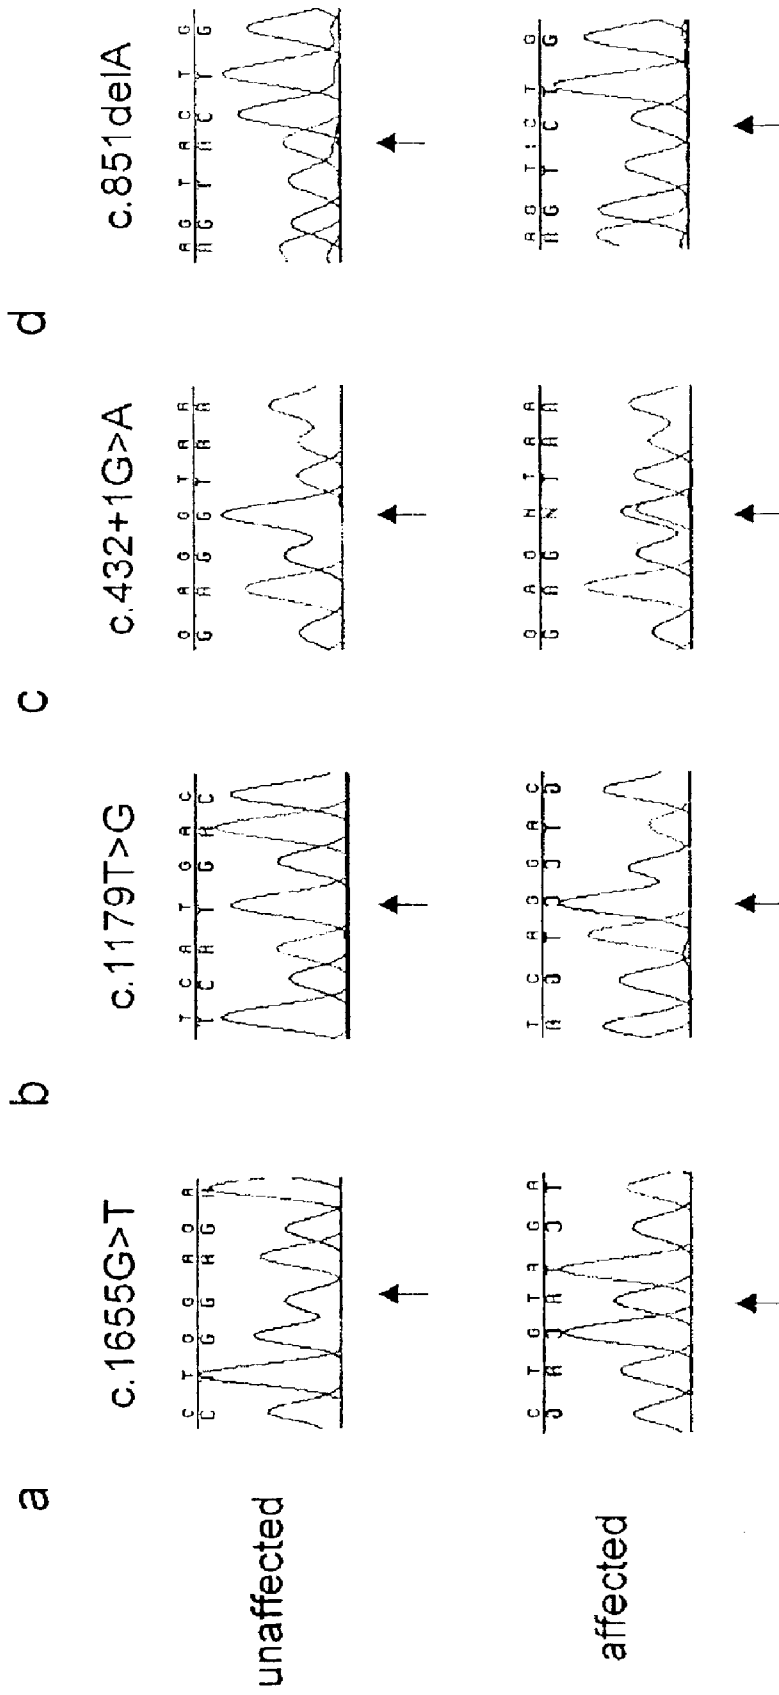 a
b
c
d
c.1655G>T
c.1179T>G
c.432+1G>A
c.851delA
unaffected
C T G G A G A
C G G A G A
T C A T G A C
T C A T G A C
G A G G T A A
G A G G T A A
A G T A C T G
A G T A C T G
affected
C T G T A G A
T C A G G A C
G A G N T A A
G A G N T A A
A G T : C T G
A G T C T G